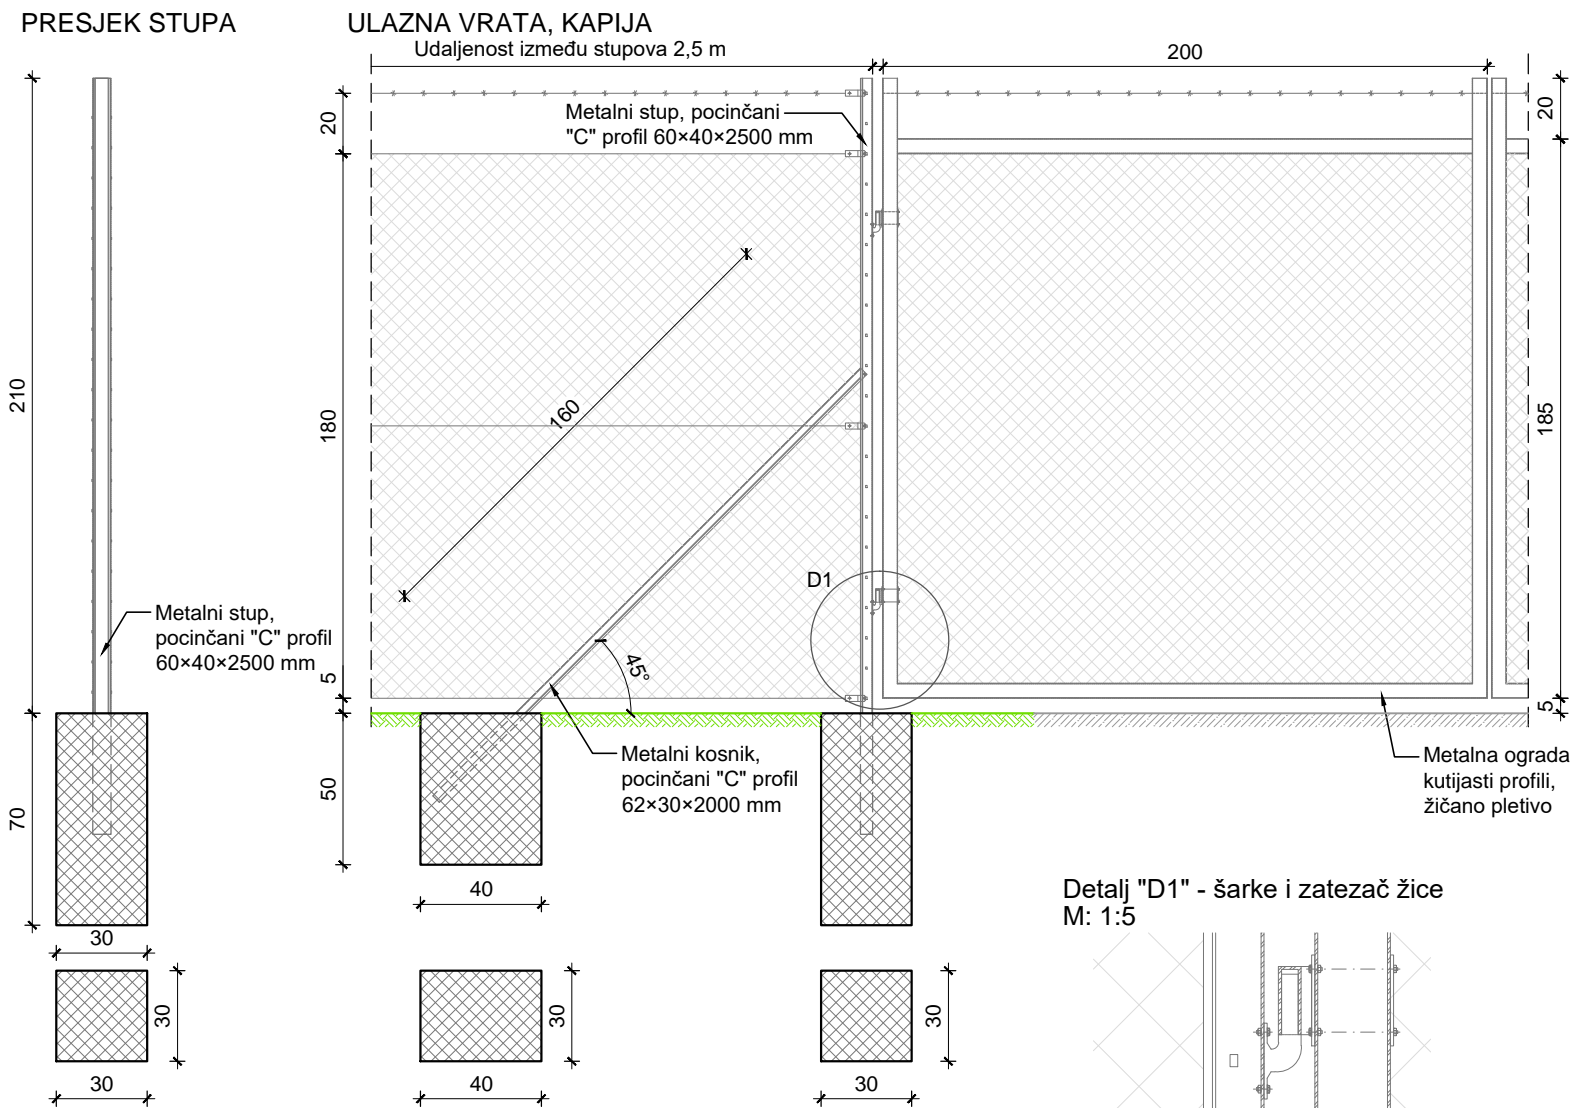 PRESJEK STUPA
ULAZNA VRATA, KAPIJA
Udaljenost između stupova 2,5 m
200
20
20
Metalni stup, pocinčani
"C" profil 60×40×2500 mm
210
180
160
185
D1
45°
Metalni stup,
pocinčani "C" profil
60×40×2500 mm
5
5
Metalni kosnik,
pocinčani "C" profil
62×30×2000 mm
Metalna ograda
kutijasti profili,
žičano pletivo
70
50
40
30
Detalj "D1" - šarke i zatezač žice
M: 1:5
30
30
30
30
40
30